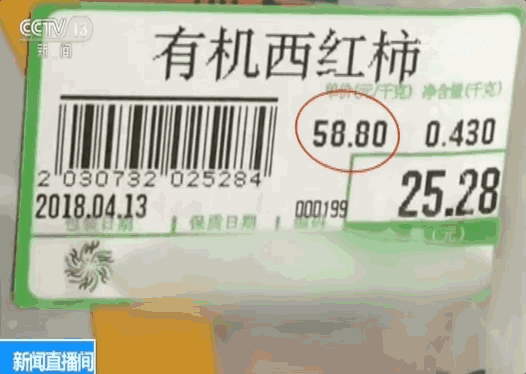 CCTV 13
新闻
有机西红柿
单价(元/千克) 净含量(千克)
58.80 0.430
2 030732 025284
25.28
2018.04.13 000199
包装日期 保质日期 编码
(元)
新闻直播间